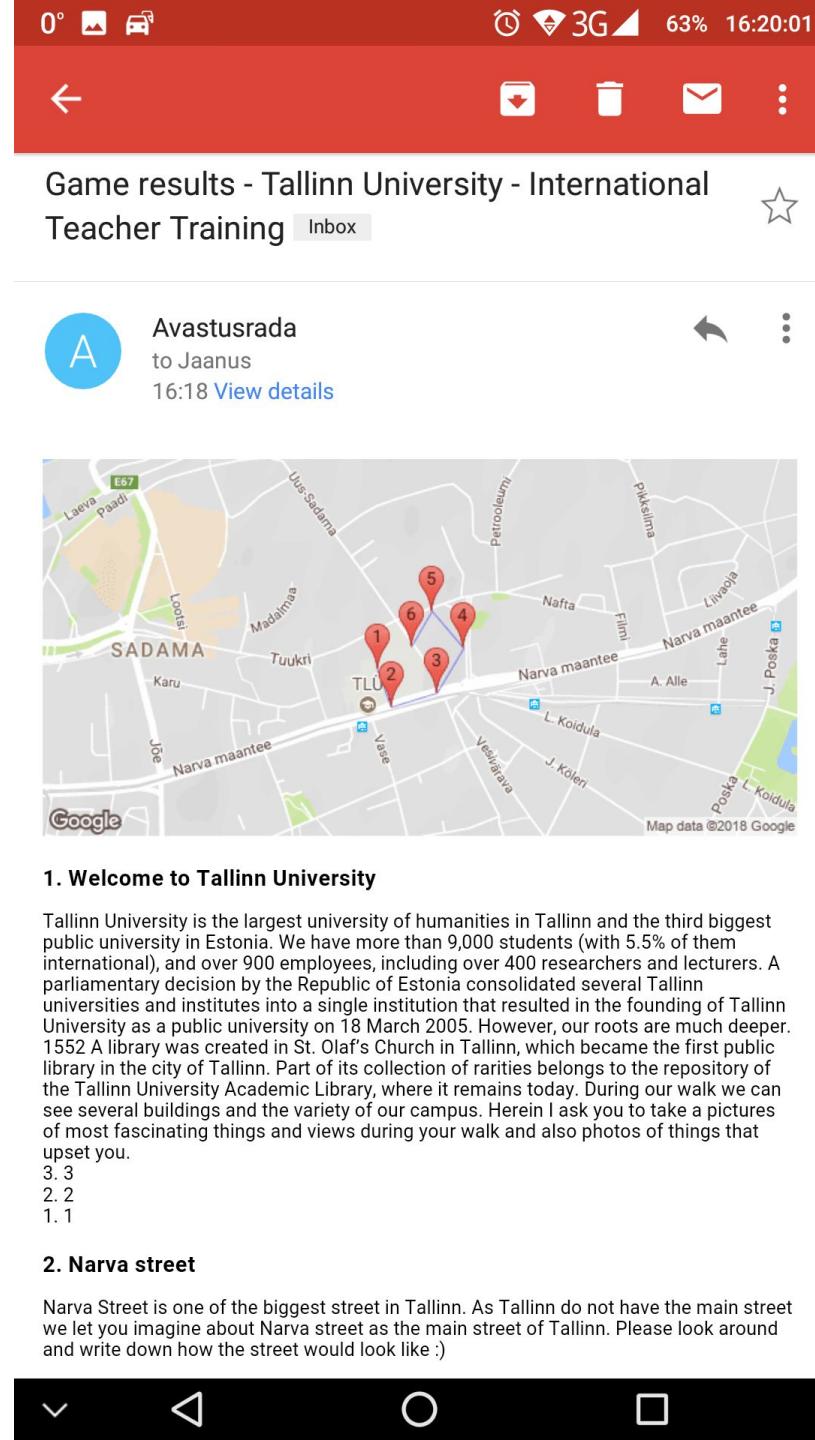 0° 3G 63% 16:20:01
Game results - Tallinn University - International
Teacher Training Inbox
A
Avastusrada
to Jaanus
16:18 View details
E67
Laeva
Paadi
Uus-Sadama
Petrooleumi
Pikksilma
Lootsi
Madalmaa
SADAMA
Tuukri
Karu
Jõe
Narva maantee
TLÜ
Vase
1
2
3
4
5
6
Nafta
Filmi
Liivaoja
Narva maantee
Lahe
J. Poska
Narva maantee
A. Alle
L. Koidula
J. Köleri
Vesivärava
Poska
L. Koidula
Google
Map data ©2018 Google
1. Welcome to Tallinn University
Tallinn University is the largest university of humanities in Tallinn and the third biggest
public university in Estonia. We have more than 9,000 students (with 5.5% of them
international), and over 900 employees, including over 400 researchers and lecturers. A
parliamentary decision by the Republic of Estonia consolidated several Tallinn
universities and institutes into a single institution that resulted in the founding of Tallinn
University as a public university on 18 March 2005. However, our roots are much deeper.
1552 A library was created in St. Olaf’s Church in Tallinn, which became the first public
library in the city of Tallinn. Part of its collection of rarities belongs to the repository of
the Tallinn University Academic Library, where it remains today. During our walk we can
see several buildings and the variety of our campus. Herein I ask you to take a pictures
of most fascinating things and views during your walk and also photos of things that
upset you.
3. 3
2. 2
1. 1
2. Narva street
Narva Street is one of the biggest street in Tallinn. As Tallinn do not have the main street
we let you imagine about Narva street as the main street of Tallinn. Please look around
and write down how the street would look like :)